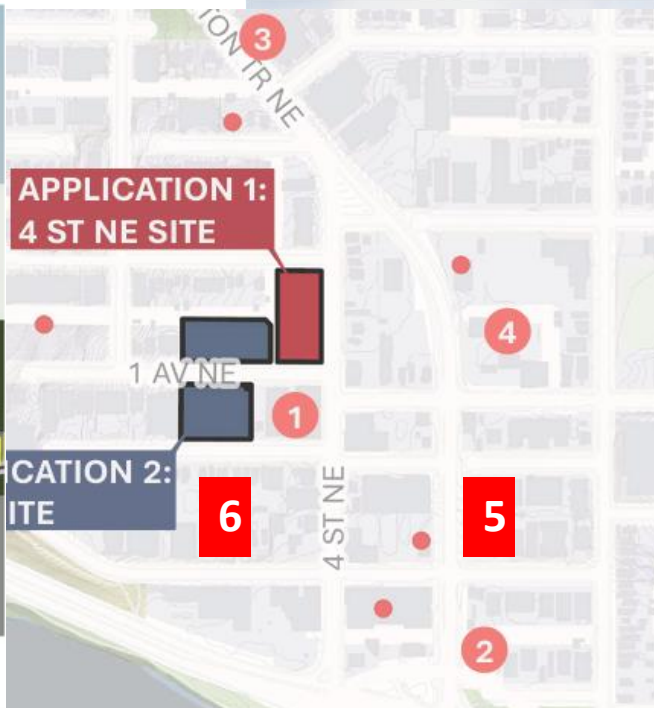 TON TR NE
3
APPLICATION 1:
4 ST NE SITE
4
1 AV NE
1
CATION 2:
ITE
6
4 ST NE
5
2